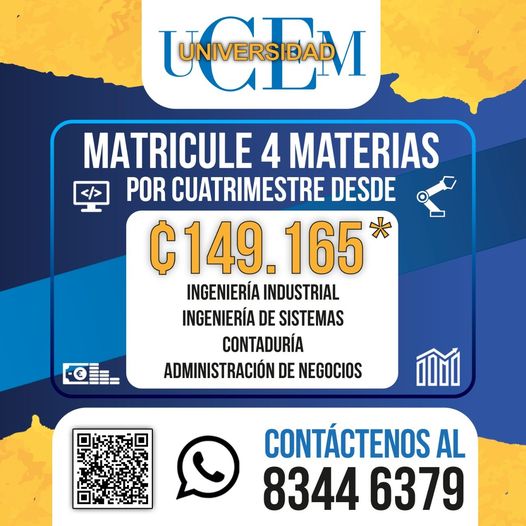 UCEM
UNIVERSIDAD
MATRICULE 4 MATERIAS
POR CUATRIMESTRE DESDE
₡149.165*
INGENIERÍA INDUSTRIAL
INGENIERÍA DE SISTEMAS
CONTADURÍA
ADMINISTRACIÓN DE NEGOCIOS
CONTÁCTENOS AL
8344 6379